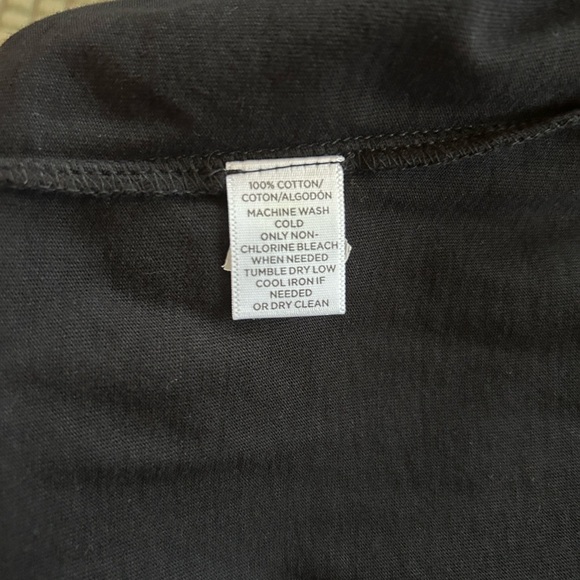 100% COTTON/
COTON/ALGODÓN
MACHINE WASH
COLD
ONLY NON-
CHLORINE BLEACH
WHEN NEEDED
TUMBLE DRY LOW
COOL IRON IF
NEEDED
OR DRY CLEAN